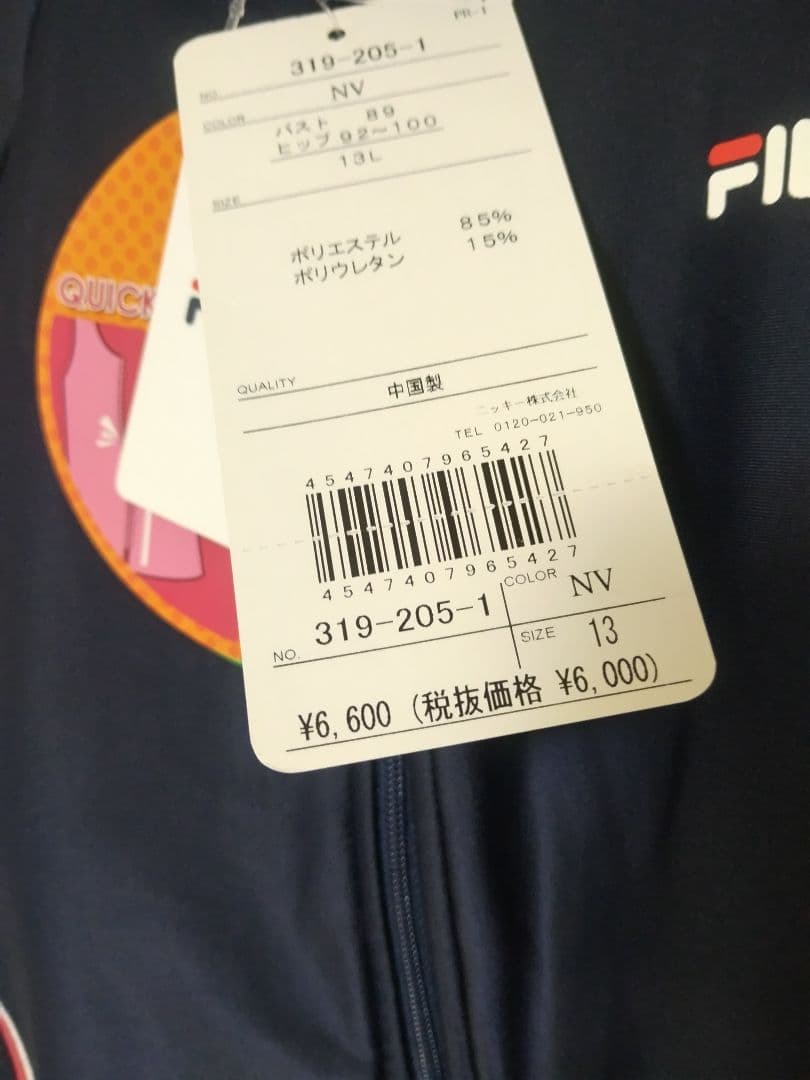 PR-1
NO. 319-205-1
COLOR NV
バスト 89
ヒップ 92~100
13L
SIZE
ポリエステル 85%
ポリウレタン 15%
QUALITY
中国製
ニッキー株式会社
TEL 0120-021-950
4547407965427
4547407965427
NO. 319-205-1
COLOR NV
SIZE 13
¥6,600 (税抜価格 ¥6,000)
QUICK
FIL